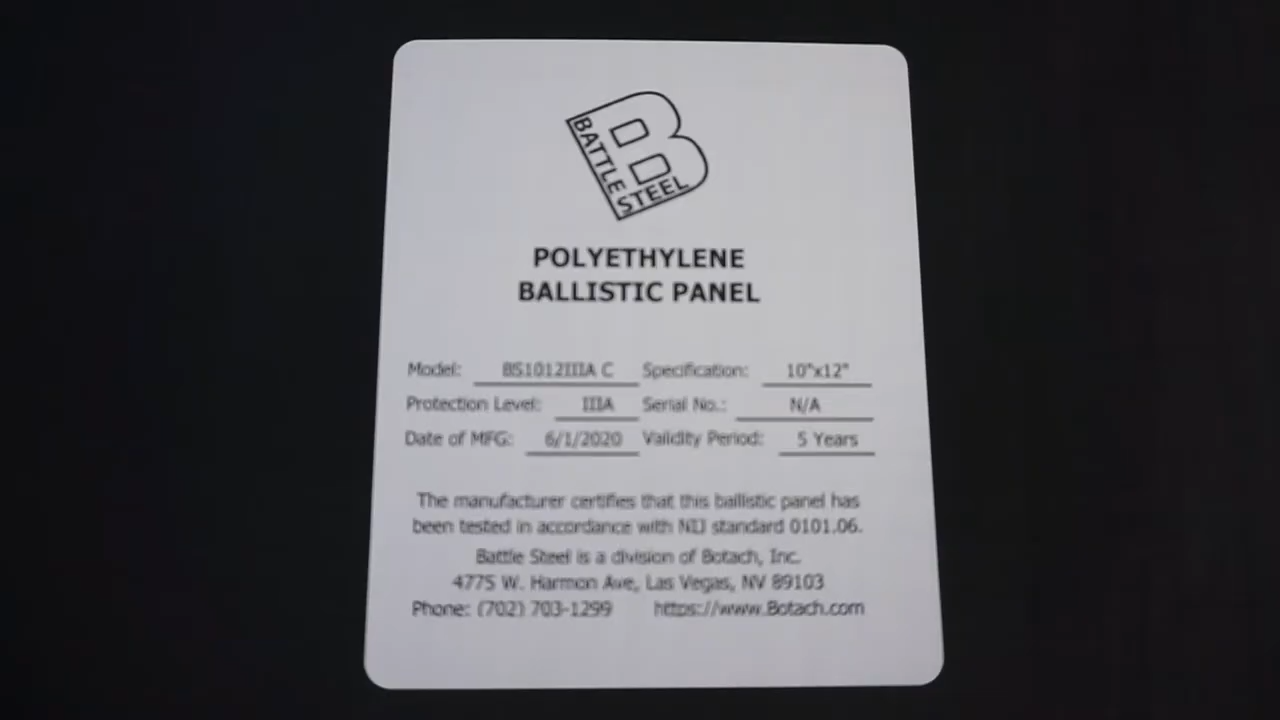 BATTLE STEEL
POLYETHYLENE
BALLISTIC PANEL
Model: BS1012IIIA C Specification: 10"x12"
Protection Level: IIIA Serial No.: N/A
Date of MFG: 6/1/2020 Validity Period: 5 Years
The manufacturer certifies that this ballistic panel has
been tested in accordance with NIJ standard 0101.06.
Battle Steel is a division of Botach, Inc.
4775 W. Harmon Ave, Las Vegas, NV 89103
Phone: (702) 703-1299 https://www.Botach.com